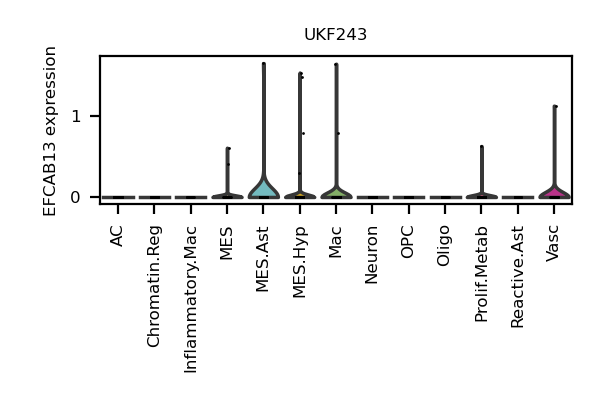 UKF243
EFCAB13 expression
1
0
AC
Chromatin.Reg
Inflammatory.Mac
MES
MES.Ast
MES.Hyp
Mac
Neuron
OPC
Oligo
Prolif.Metab
Reactive.Ast
Vasc